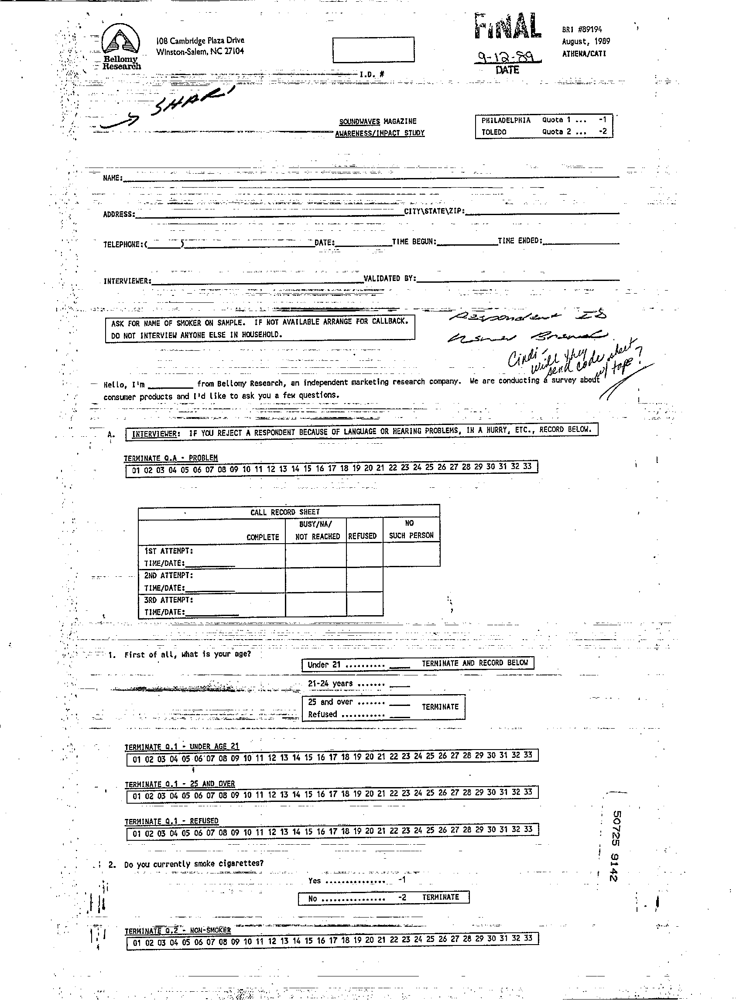 FINAL
BRI #89194
108 Cambridge Plaza Drive
August, 1989
Winston-Salem, NC 27104
9-12-89
ATHENA/CATI
Bellomy
Research
DATE
I.D. #
SHARI
SOUNDWAVES MAGAZINE
AWARENESS/IMPACT STUDY
PHILADELPHIA Quota 1 ... -1
TOLEDO Quota 2 ... -2
NAME:
ADDRESS: CITY\STATE\ZIP:
TELEPHONE:( ) DATE: TIME BEGUN: TIME ENDED:
INTERVIEWER: VALIDATED BY:
ASK FOR NAME OF SMOKER ON SAMPLE. IF NOT AVAILABLE ARRANGE FOR CALLBACK.
DO NOT INTERVIEW ANYONE ELSE IN HOUSEHOLD.
Respondent IS
Cindi - will they send code sheet w/ tape?
Hello, I'm ________ from Bellomy Research, an independent marketing research company. We are conducting a survey about
consumer products and I'd like to ask you a few questions.
A. INTERVIEWER: IF YOU REJECT A RESPONDENT BECAUSE OF LANGUAGE OR HEARING PROBLEMS, IN A HURRY, ETC., RECORD BELOW.
TERMINATE Q.A - PROBLEM
01 02 03 04 05 06 07 08 09 10 11 12 13 14 15 16 17 18 19 20 21 22 23 24 25 26 27 28 29 30 31 32 33
CALL RECORD SHEET
BUSY/NA/ NO
COMPLETE NOT REACHED REFUSED SUCH PERSON
1ST ATTEMPT:
TIME/DATE:
2ND ATTEMPT:
TIME/DATE:
3RD ATTEMPT:
TIME/DATE:
1. First of all, what is your age?
Under 21 .......... ____ TERMINATE AND RECORD BELOW
21-24 years ....... ____
25 and over ....... ____
TERMINATE
Refused ........... ____
TERMINATE Q.1 - UNDER AGE 21
01 02 03 04 05 06 07 08 09 10 11 12 13 14 15 16 17 18 19 20 21 22 23 24 25 26 27 28 29 30 31 32 33
TERMINATE Q.1 - 25 AND OVER
01 02 03 04 05 06 07 08 09 10 11 12 13 14 15 16 17 18 19 20 21 22 23 24 25 26 27 28 29 30 31 32 33
TERMINATE Q.1 - REFUSED
01 02 03 04 05 06 07 08 09 10 11 12 13 14 15 16 17 18 19 20 21 22 23 24 25 26 27 28 29 30 31 32 33
2. Do you currently smoke cigarettes?
Yes ............... -1
No ................ -2 TERMINATE
TERMINATE Q.2 - NON-SMOKER
01 02 03 04 05 06 07 08 09 10 11 12 13 14 15 16 17 18 19 20 21 22 23 24 25 26 27 28 29 30 31 32 33
50725 9142